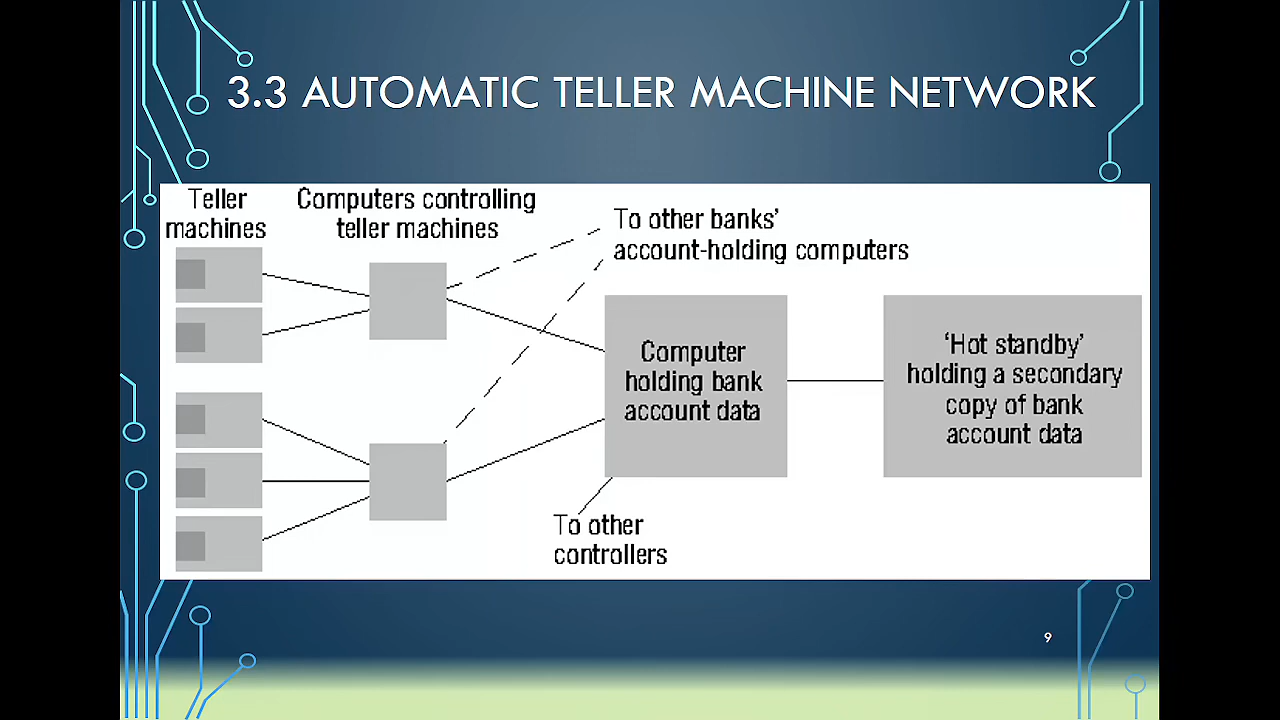 3.3 AUTOMATIC TELLER MACHINE NETWORK
Teller
machines
Computers controlling
teller machines
To other banks’
account-holding computers
Computer
holding bank
account data
‘Hot standby’
holding a secondary
copy of bank
account data
To other
controllers
9